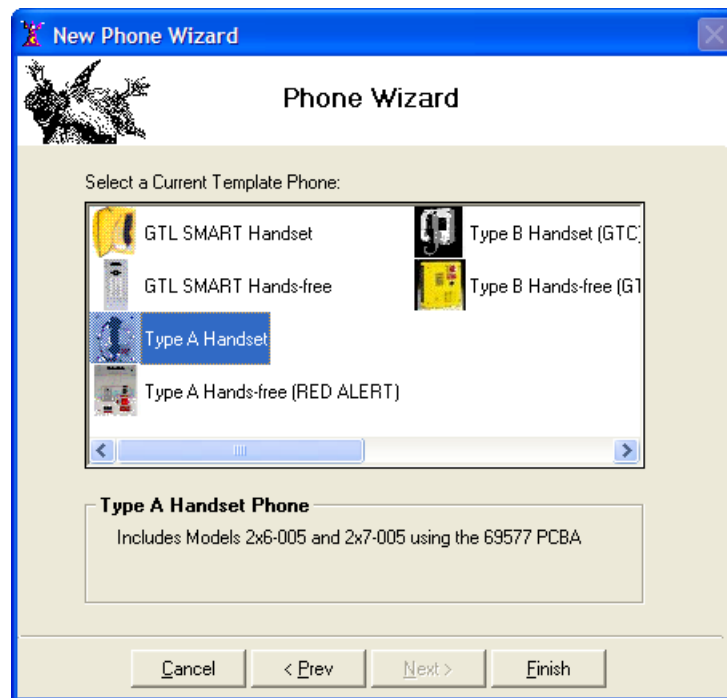 New Phone Wizard
Phone Wizard
Select a Current Template Phone:
GTL SMART Handset
GTL SMART Hands-free
Type A Handset
Type A Hands-free (RED ALERT)
Type B Handset (GTC)
Type B Hands-free (GT
Type A Handset Phone
Includes Models 2x6-005 and 2x7-005 using the 69577 PCBA
Cancel
< Prev
Next >
Finish